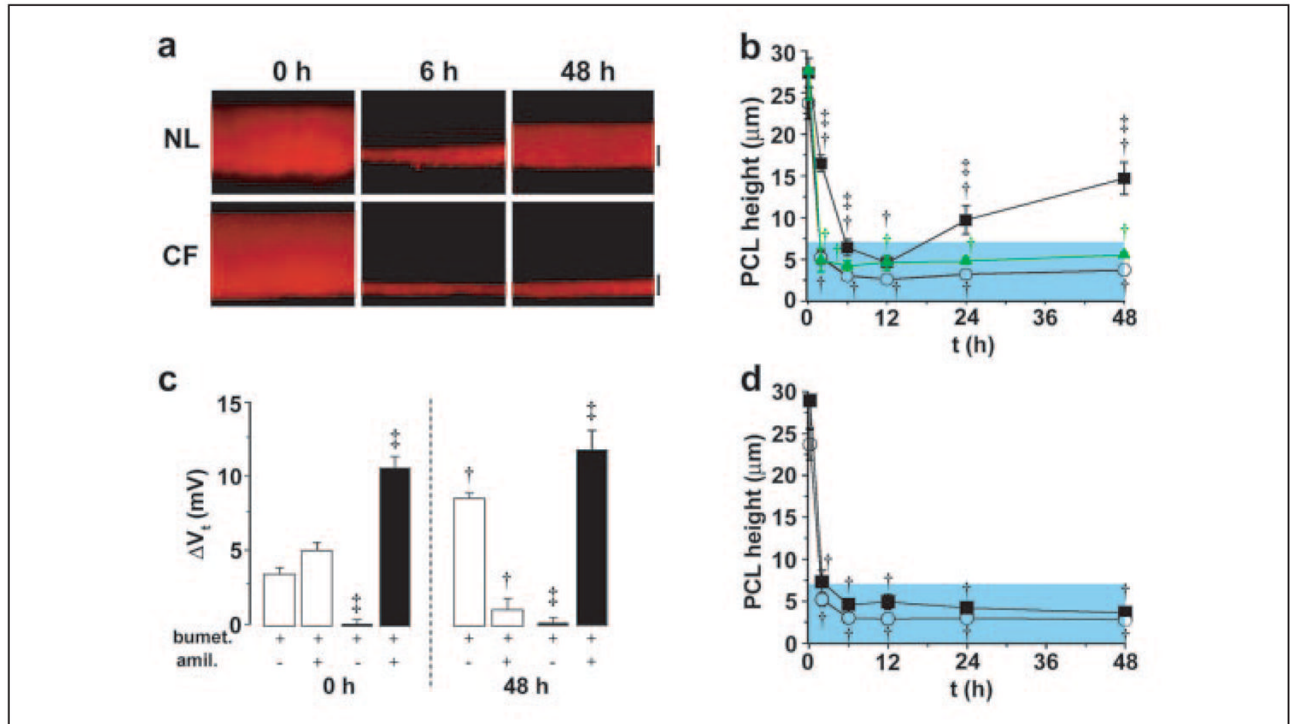 a
0 h 6 h 48 h
NL
CF
b
PCL height (µm)
30
25
20
15
10
5
0
‡ † ‡ † † ‡ † ‡ †
† † † † †
† † † † †
0 12 24 36 48
t (h)
c
ΔVt (mV)
15
10
5
0
‡ ‡ † † ‡ ‡
bumet. + + + + + + + +
amil. - + - + - + - +
0 h 48 h
d
PCL height (µm)
30
25
20
15
10
5
0
† † † † †
† † † † †
0 12 24 36 48
t (h)